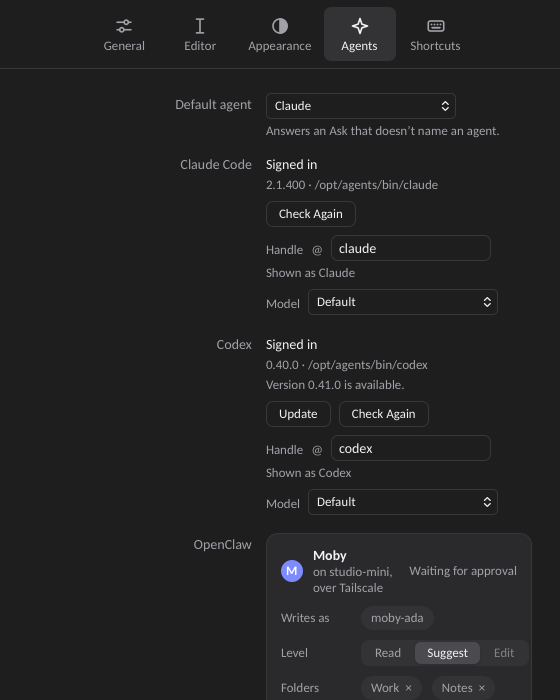 General
Editor
Appearance
Agents
Shortcuts
Default agent
Claude
Answers an Ask that doesn’t name an agent.
Claude Code
Signed in
2.1.400 · /opt/agents/bin/claude
Check Again
Handle @ claude
Shown as Claude
Model Default
Codex
Signed in
0.40.0 · /opt/agents/bin/codex
Version 0.41.0 is available.
Update
Check Again
Handle @ codex
Shown as Codex
Model Default
OpenClaw
M
Moby
on studio-mini,
over Tailscale
Waiting for approval
Writes as moby-ada
Level Read Suggest Edit
Folders Work × Notes ×